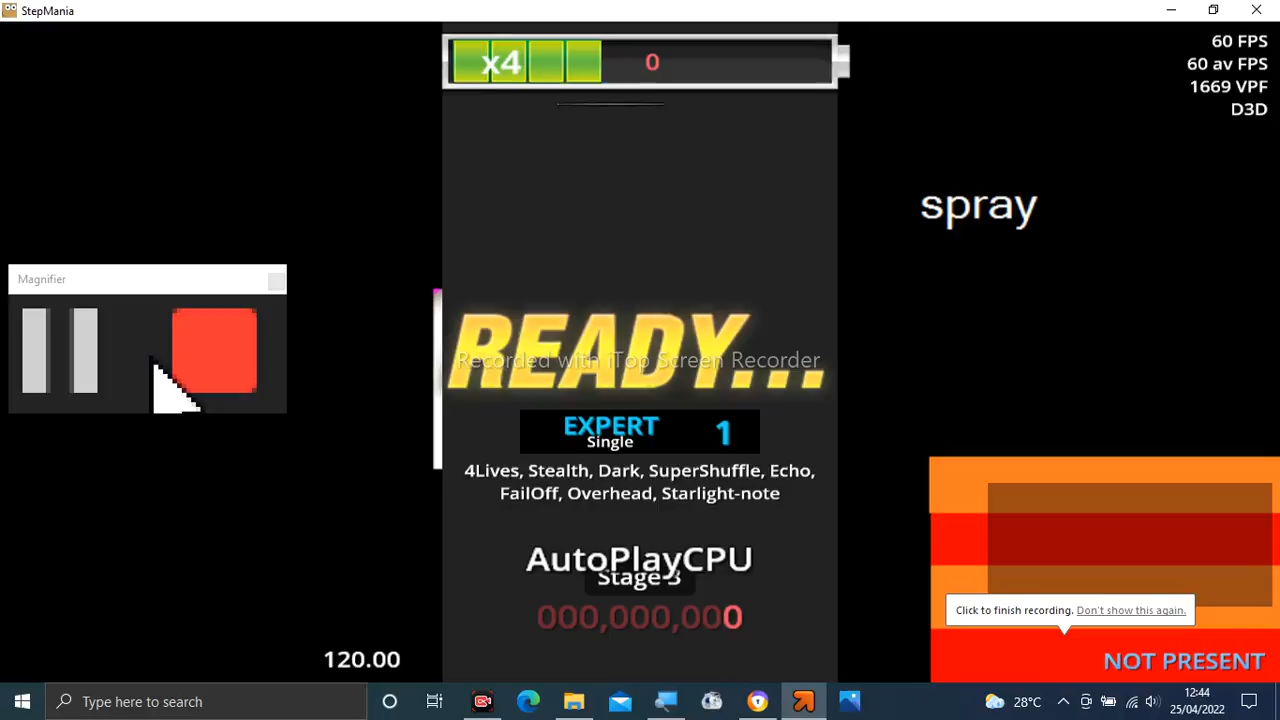 StepMania
x4
0
60 FPS
60 av FPS
1669 VPF
D3D
spray
Magnifier
READY...
Recorded with iTop Screen Recorder
EXPERT 1
Single
4Lives, Stealth, Dark, SuperShuffle, Echo,
FailOff, Overhead, Starlight-note
AutoPlayCPU
Stage 3
000,000,000
Click to finish recording. Don't show this again.
120.00
NOT PRESENT
Type here to search
28°C
12:44
25/04/2022